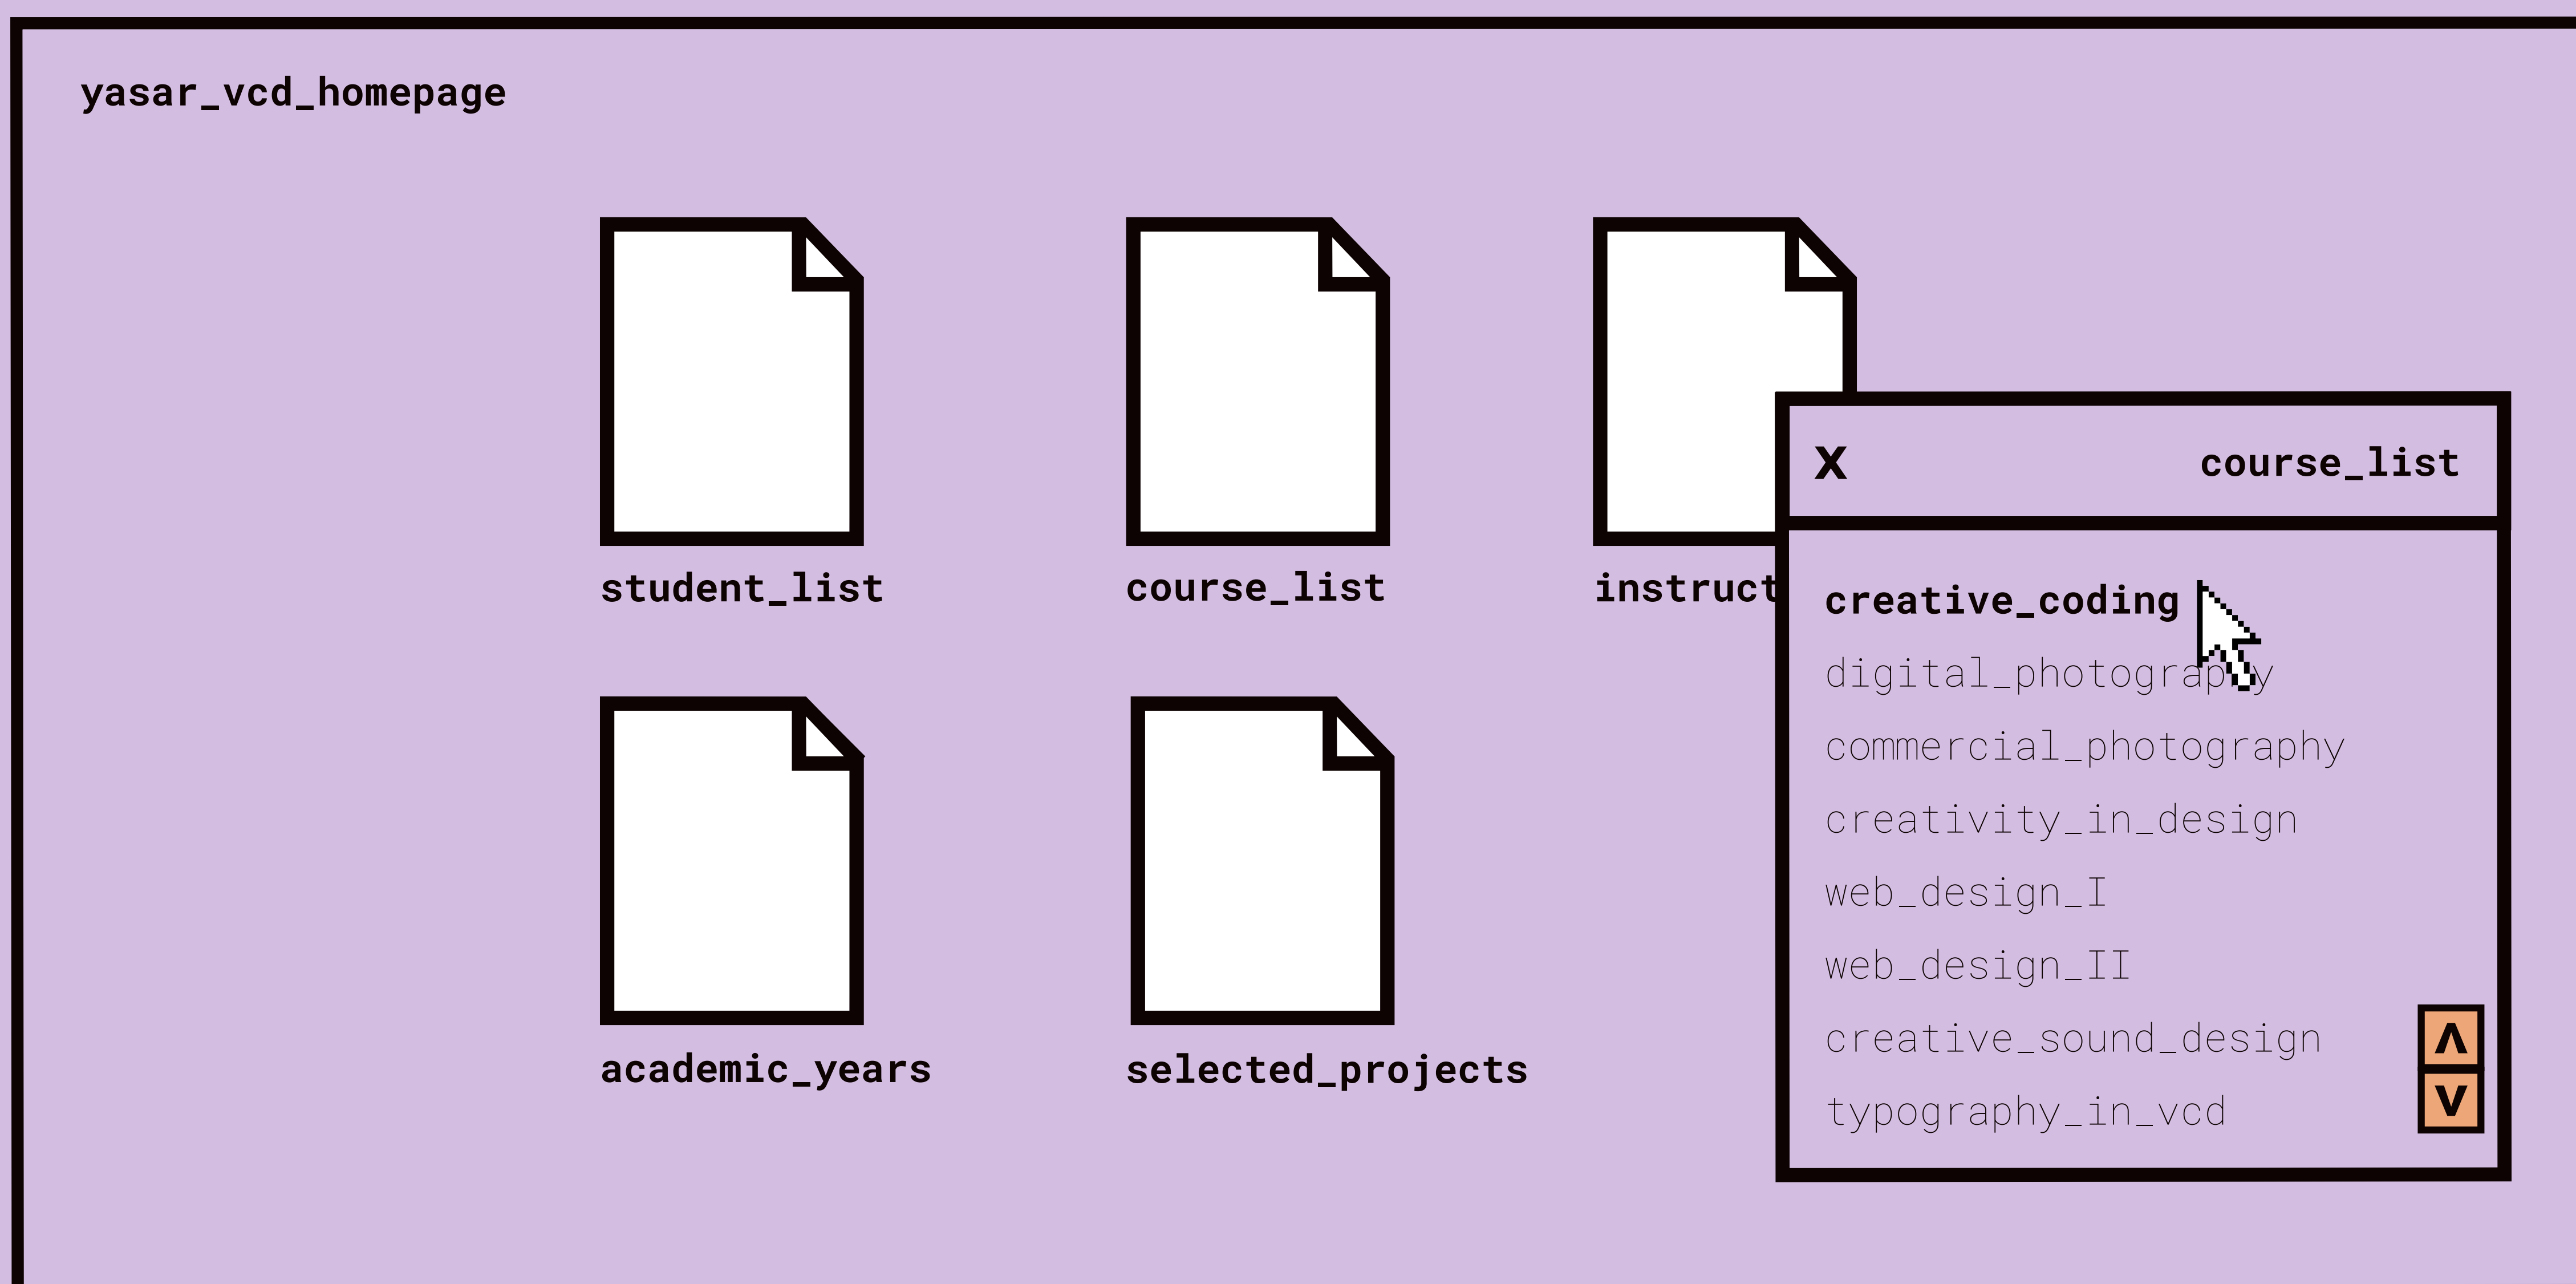 yasar_vcd_homepage
student_list
course_list
instruct
academic_years
selected_projects
X
course_list
creative_coding
digital_photography
commercial_photography
creativity_in_design
web_design_I
web_design_II
creative_sound_design
typography_in_vcd